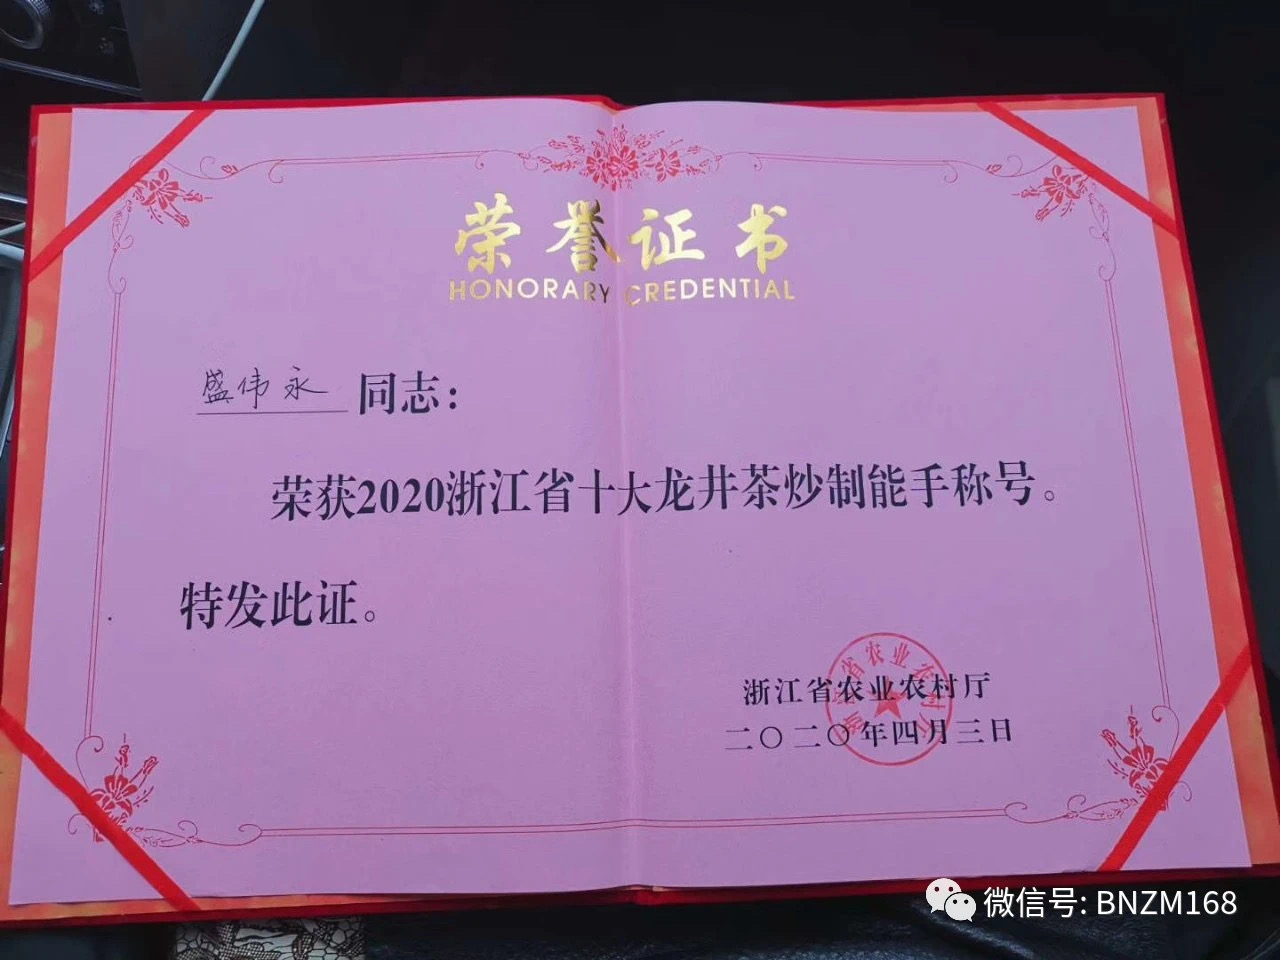 荣誉证书
HONORARY CREDENTIAL
盛伟永 同志：
荣获2020浙江省十大龙井茶炒制能手称号。
特发此证。
浙江省农业农村厅
二〇二〇年四月三日
微信号: BNZM168